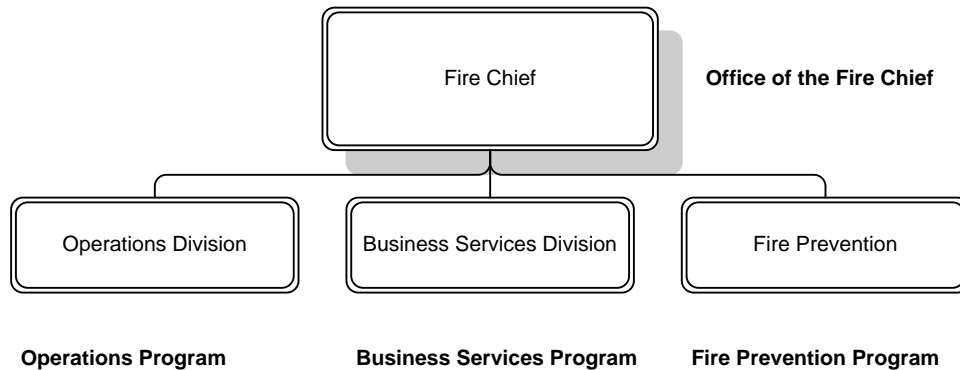 Fire Chief
Office of the Fire Chief
Operations Division
Business Services Division
Fire Prevention
Operations Program
Business Services Program
Fire Prevention Program